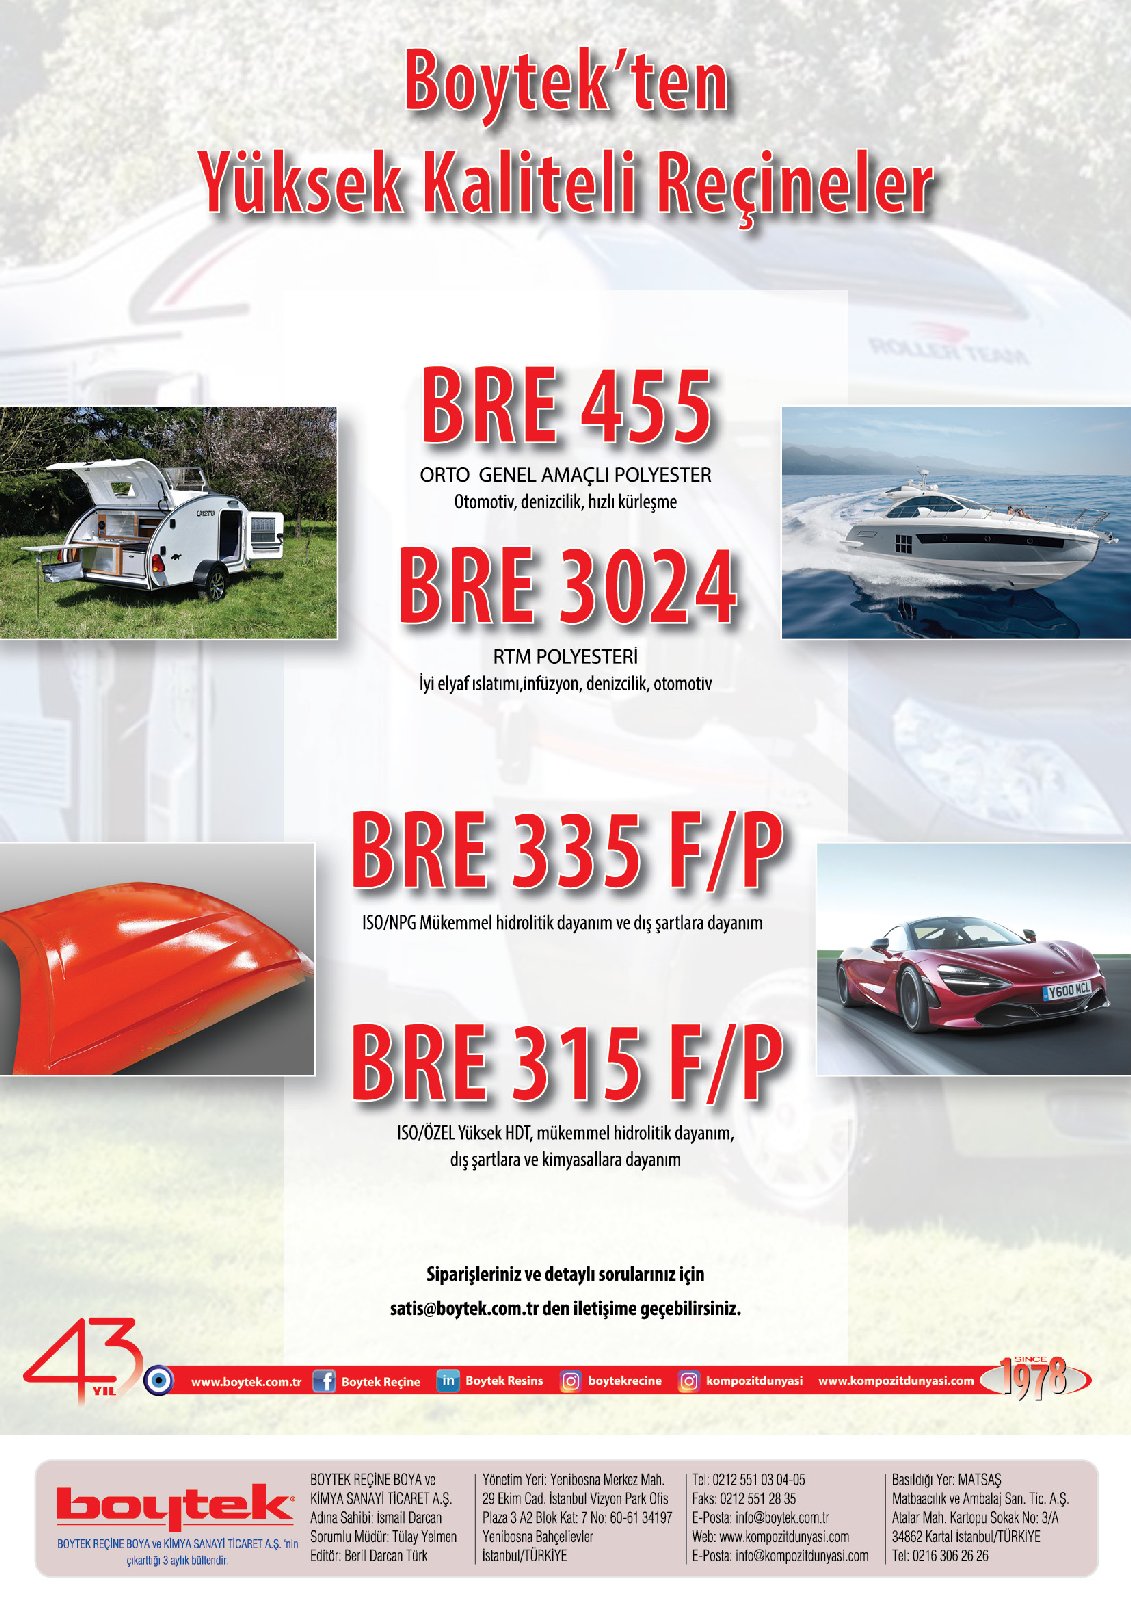 Boytek’ten
Yüksek Kaliteli Reçineler
ROLLER TEAM
BRE 455
ORTO GENEL AMAÇLI POLYESTER
Otomotiv, denizcilik, hızlı kürleşme
BRE 3024
RTM POLYESTERİ
İyi elyaf ıslatımı,infüzyon, denizcilik, otomotiv
BRE 335 F/P
ISO/NPG Mükemmel hidrolitik dayanım ve dış şartlara dayanım
Y600 MCL
BRE 315 F/P
ISO/ÖZEL Yüksek HDT, mükemmel hidrolitik dayanım,
dış şartlara ve kimyasallara dayanım
Siparişleriniz ve detaylı sorularınız için
satis@boytek.com.tr den iletişime geçebilirsiniz.
43
YIL
www.boytek.com.tr
f Boytek Reçine
in Boytek Resins
boytekrecine
kompozitdunyasi
www.kompozitdunyasi.com
SINCE
1978
boytek
BOYTEK REÇİNE BOYA ve KİMYA SANAYİ TİCARET A.Ş. 'nin
çıkarttığı 3 aylık bültendir.
BOYTEK REÇİNE BOYA ve
KİMYA SANAYİ TİCARET A.Ş.
Adına Sahibi: İsmail Darcan
Sorumlu Müdür: Tülay Yelmen
Editör: Beril Darcan Türk
Yönetim Yeri: Yenibosna Merkez Mah.
29 Ekim Cad. İstanbul Vizyon Park Ofis
Plaza 3 A2 Blok Kat: 7 No: 60-61 34197
Yenibosna Bahçelievler
İstanbul/TÜRKİYE
Tel: 0212 551 03 04-05
Faks: 0212 551 28 35
E-Posta: info@boytek.com.tr
Web: www.kompozitdunyasi.com
E-Posta: info@kompozitdunyasi.com
Basıldığı Yer: MATSAŞ
Matbaacılık ve Ambalaj San. Tic. A.Ş.
Atalar Mah. Kartopu Sokak No: 3/A
34862 Kartal İstanbul/TÜRKİYE
Tel: 0216 306 26 26